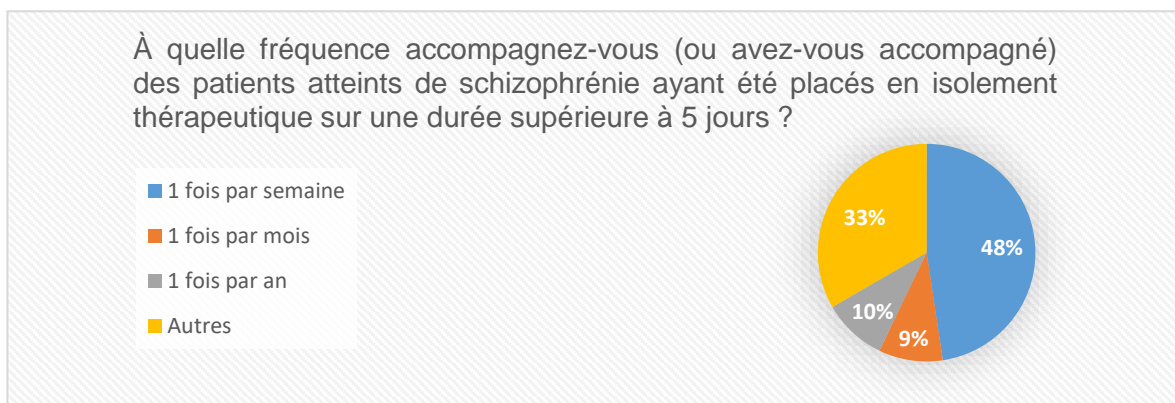 À quelle fréquence accompagnez-vous (ou avez-vous accompagné)
des patients atteints de schizophrénie ayant été placés en isolement
thérapeutique sur une durée supérieure à 5 jours ?
1 fois par semaine
1 fois par mois
1 fois par an
Autres
33%
48%
10%
9%